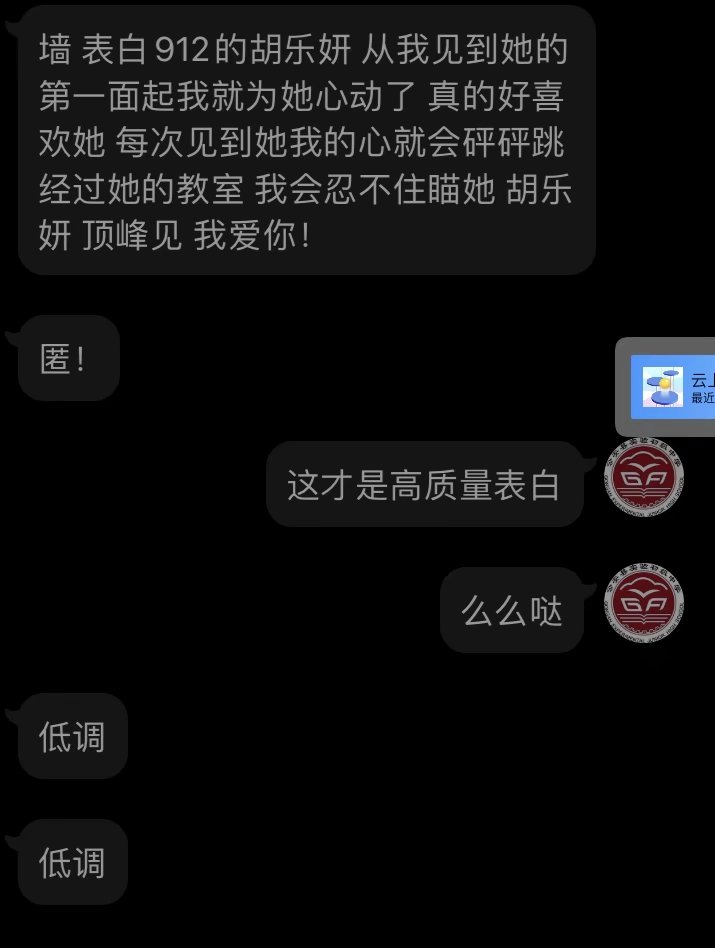 墙 表白912的胡乐妍 从我见到她的
第一面起我就为她心动了 真的好喜
欢她 每次见到她我的心就会砰砰跳
经过她的教室 我会忍不住瞄她 胡乐
妍 顶峰见 我爱你！
匿！
云上
最近
这才是高质量表白
GA
么么哒
GA
低调
低调